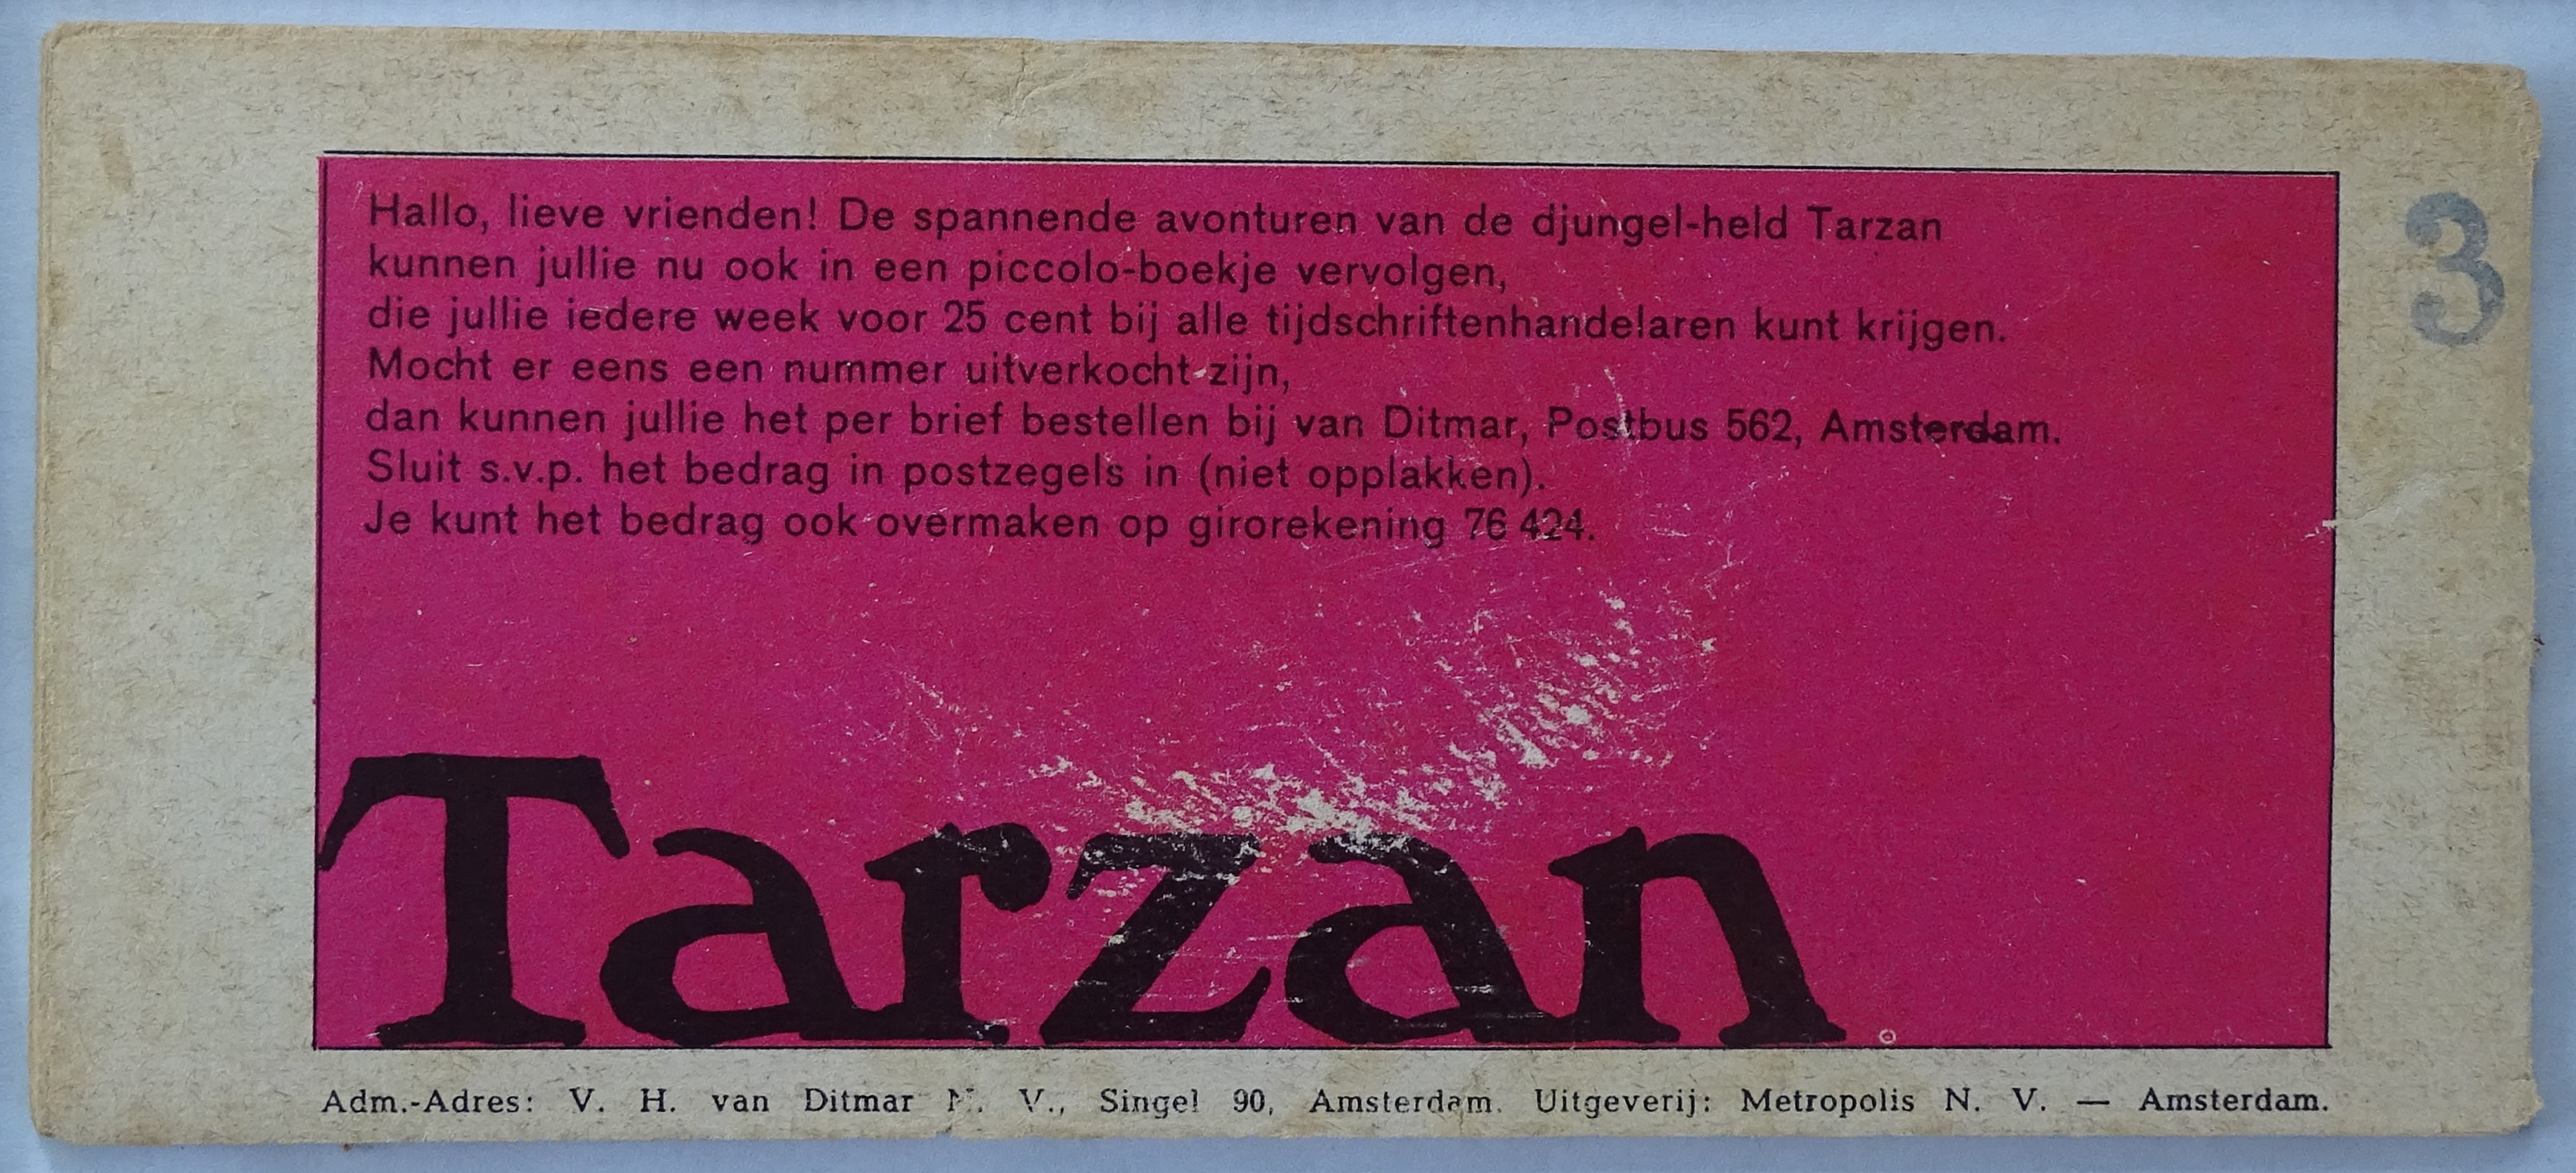 Hallo, lieve vrienden! De spannende avonturen van de djungel-held Tarzan
kunnen jullie nu ook in een piccolo-boekje vervolgen,
die jullie iedere week voor 25 cent bij alle tijdschriftenhandelaren kunt krijgen.
Mocht er eens een nummer uitverkocht zijn,
dan kunnen jullie het per brief bestellen bij van Ditmar, Postbus 562, Amsterdam.
Sluit s.v.p. het bedrag in postzegels in (niet opplakken).
Je kunt het bedrag ook overmaken op girorekening 76 424.
3
Tarzan
Adm.-Adres: V. H. van Ditmar N. V., Singel 90, Amsterdam. Uitgeverij: Metropolis N. V. — Amsterdam.